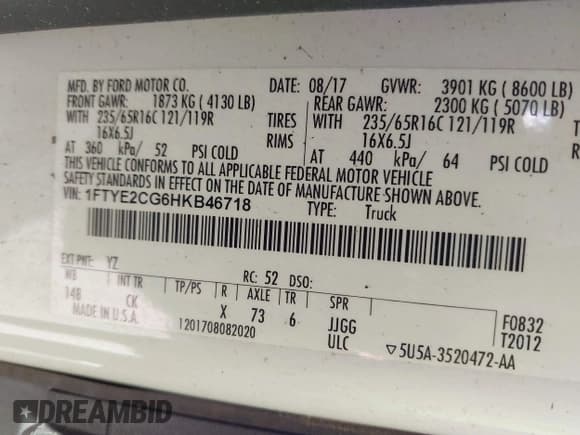 MFD. BY FORD MOTOR CO.
DATE: 08/17 GVWR: 3901 KG ( 8600 LB)
FRONT GAWR: 1873 KG ( 4130 LB) REAR GAWR: 2300 KG ( 5070 LB)
WITH 235/65R16C 121/119R TIRES WITH 235/65R16C 121/119R
16X6.5J RIMS 16X6.5J
AT 360 kPa/ 52 PSI COLD AT 440 kPa/ 64 PSI COLD
THIS VEHICLE CONFORMS TO ALL APPLICABLE FEDERAL MOTOR VEHICLE
SAFETY STANDARDS IN EFFECT ON THE DATE OF MANUFACTURE SHOWN ABOVE.
VIN: 1FTYE2CG6HKB46718 TYPE: Truck
EXT PNT: YZ RC: 52 DSO:
WB INT TR TP/PS R AXLE TR SPR
148 CK X 73 6 JJGG F0832
MADE IN U.S.A. 1201708082020 ULC T2012
▽5U5A-3520472-AA
DREAMBID